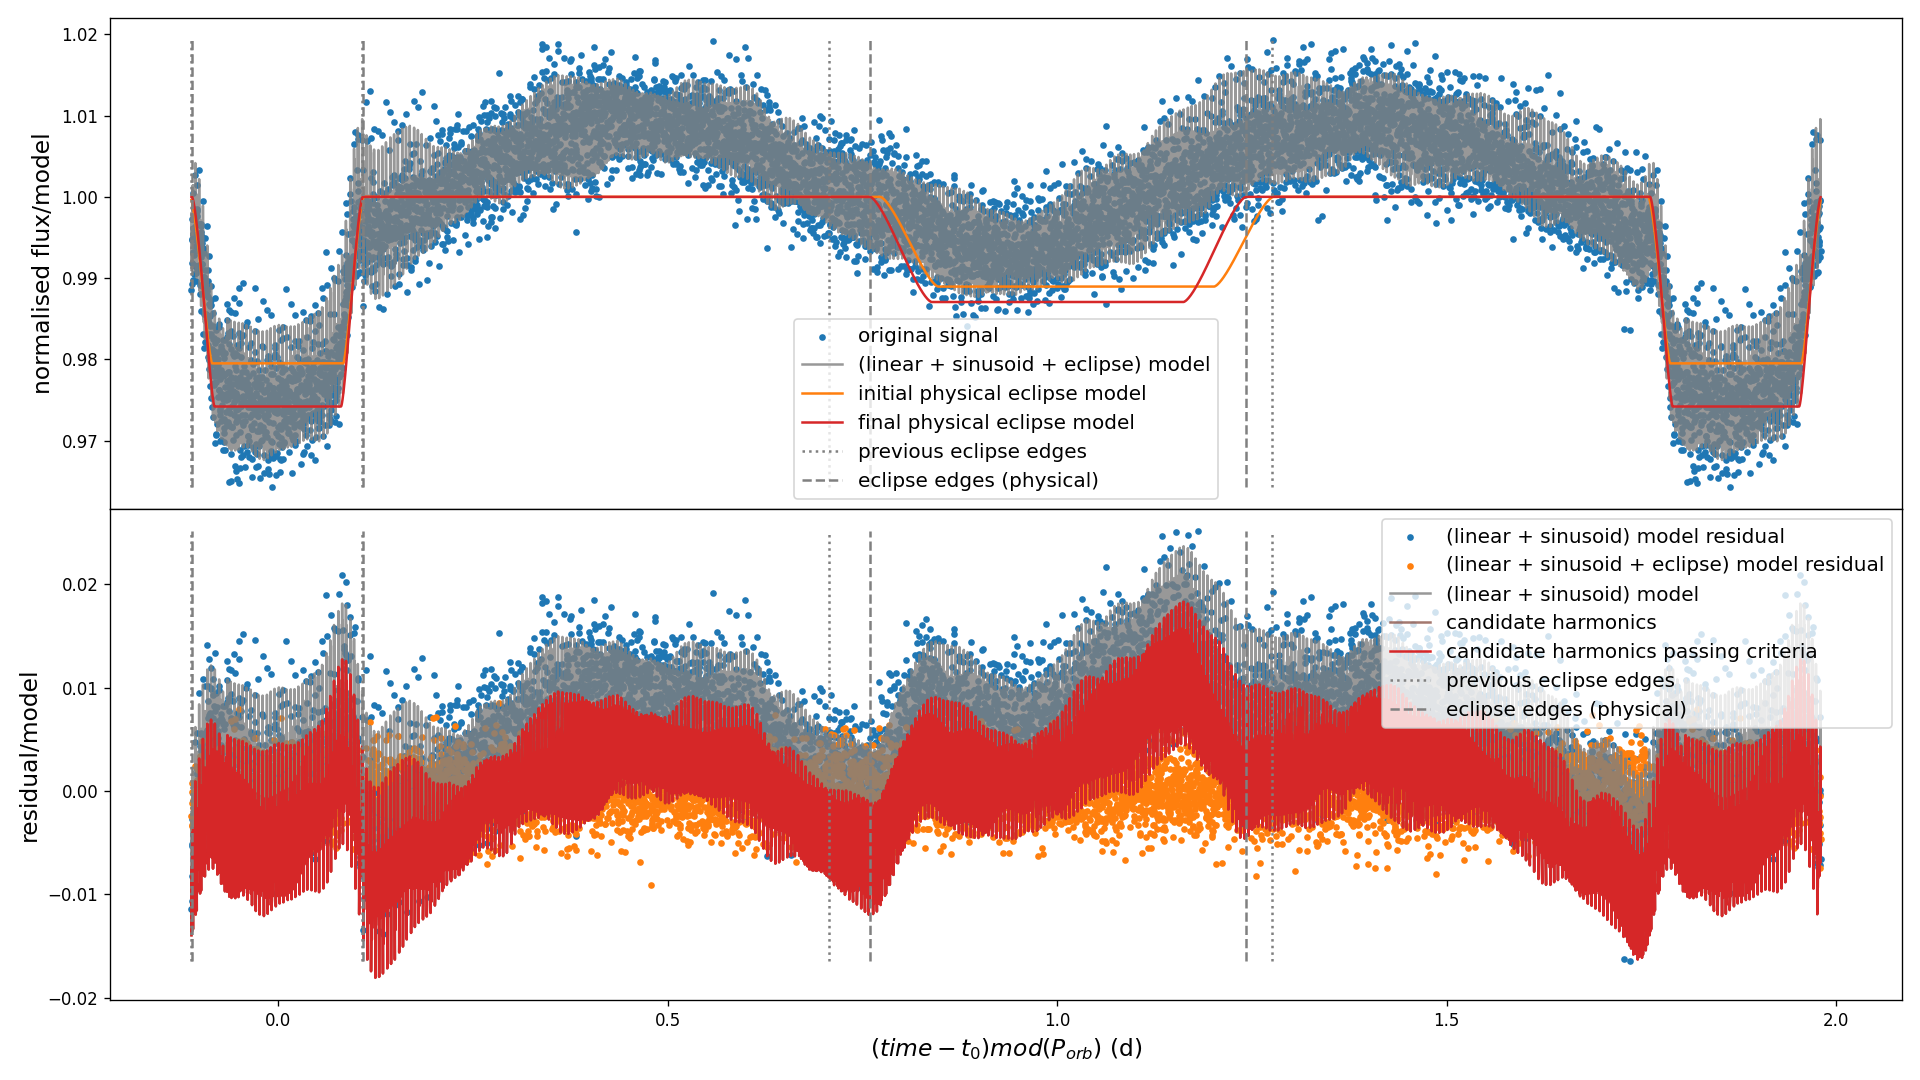 1.02
1.01
1.00
0.99
0.98
0.97
normalised flux/model
original signal
(linear + sinusoid + eclipse) model
initial physical eclipse model
final physical eclipse model
previous eclipse edges
eclipse edges (physical)
0.02
0.01
0.00
−0.01
−0.02
residual/model
(linear + sinusoid) model residual
(linear + sinusoid + eclipse) model residual
(linear + sinusoid) model
candidate harmonics
candidate harmonics passing criteria
previous eclipse edges
eclipse edges (physical)
0.0 0.5 1.0 1.5 2.0
(time − t₀)mod(P_orb) (d)